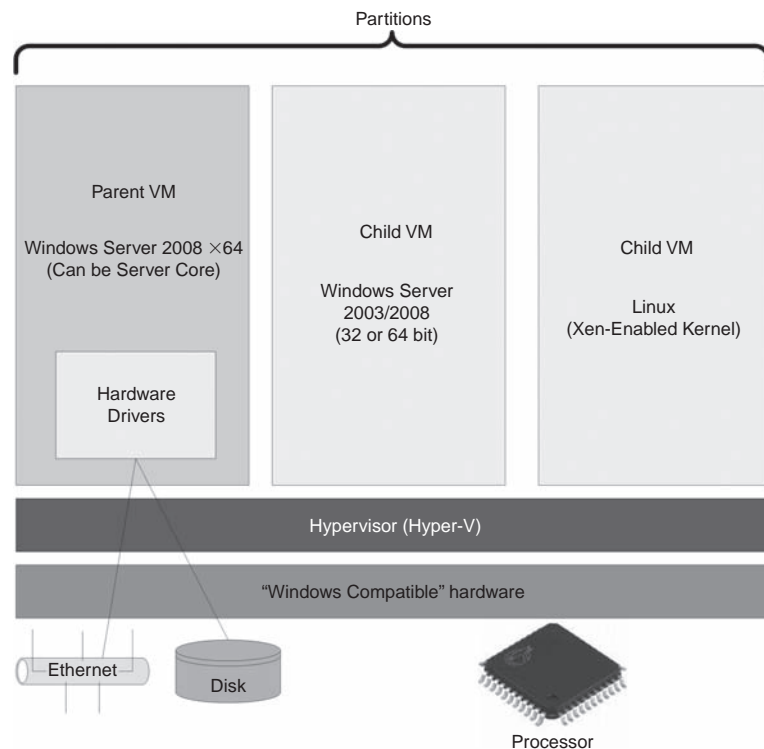 Partitions
Parent VM
Windows Server 2008 ×64
(Can be Server Core)
Hardware
Drivers
Child VM
Windows Server
2003/2008
(32 or 64 bit)
Child VM
Linux
(Xen-Enabled Kernel)
Hypervisor (Hyper-V)
“Windows Compatible” hardware
Ethernet
Disk
Processor